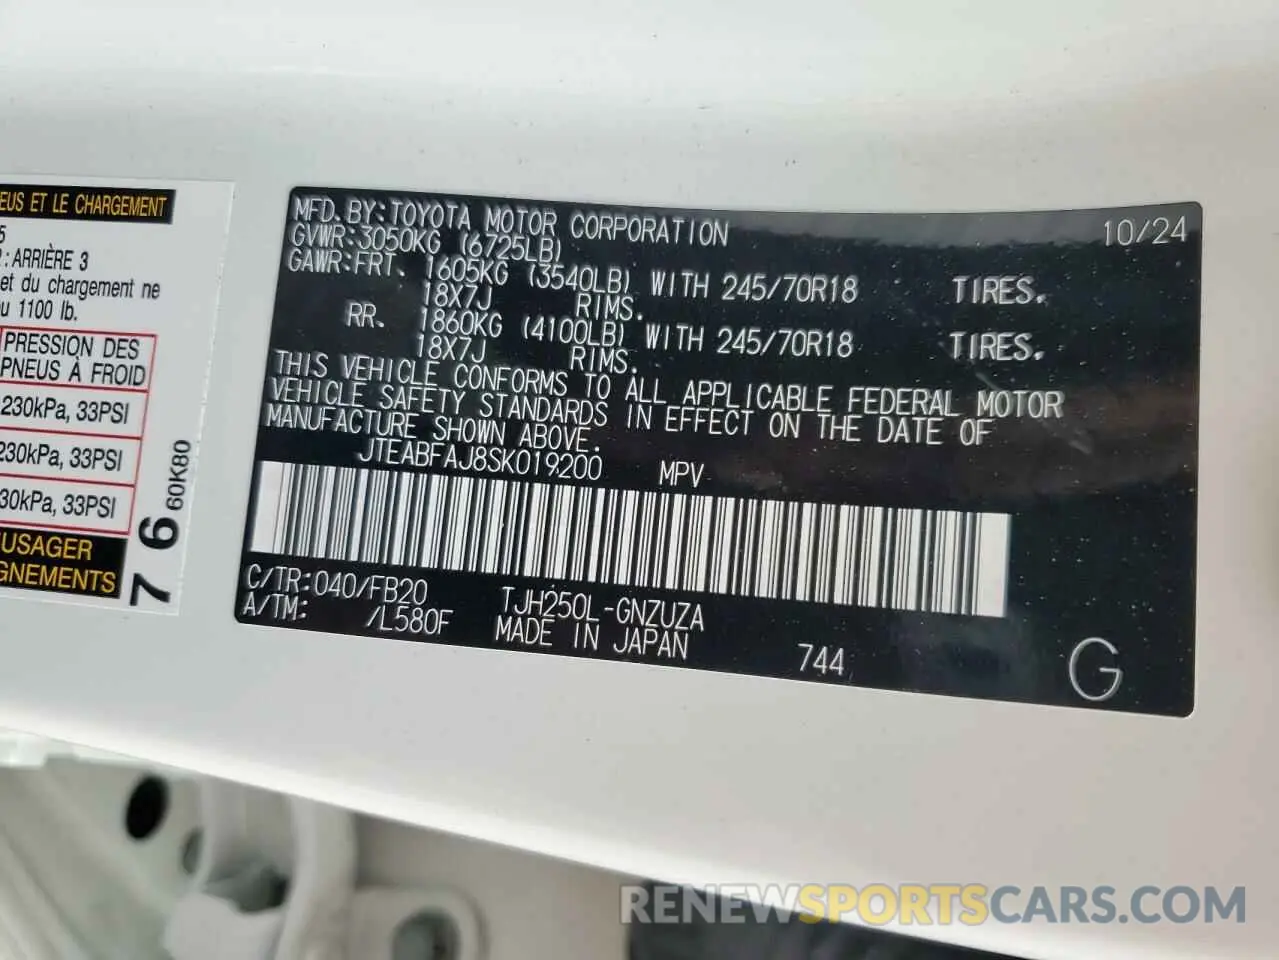 EUS ET LE CHARGEMENT
5
: ARRIÈRE 3
et du chargement ne
u 1100 lb.
PRESSION DES
PNEUS À FROID
230kPa, 33PSI
230kPa, 33PSI
30kPa, 33PSI
USAGER
GNEMENTS
7 6 60K80
MFD. BY: TOYOTA MOTOR CORPORATION 10/24
GVWR: 3050KG (6725LB)
GAWR: FRT. 1605KG (3540LB) WITH 245/70R18 TIRES.
18X7J RIMS.
RR. 1860KG (4100LB) WITH 245/70R18 TIRES.
18X7J RIMS.
THIS VEHICLE CONFORMS TO ALL APPLICABLE FEDERAL MOTOR
VEHICLE SAFETY STANDARDS IN EFFECT ON THE DATE OF
MANUFACTURE SHOWN ABOVE.
JTEABFAJ8SK019200 MPV
C/TR: 040/FB20 TJH250L-GNZUZA
A/TM: /L580F MADE IN JAPAN 744 G
RENEWSPORTSCARS.COM